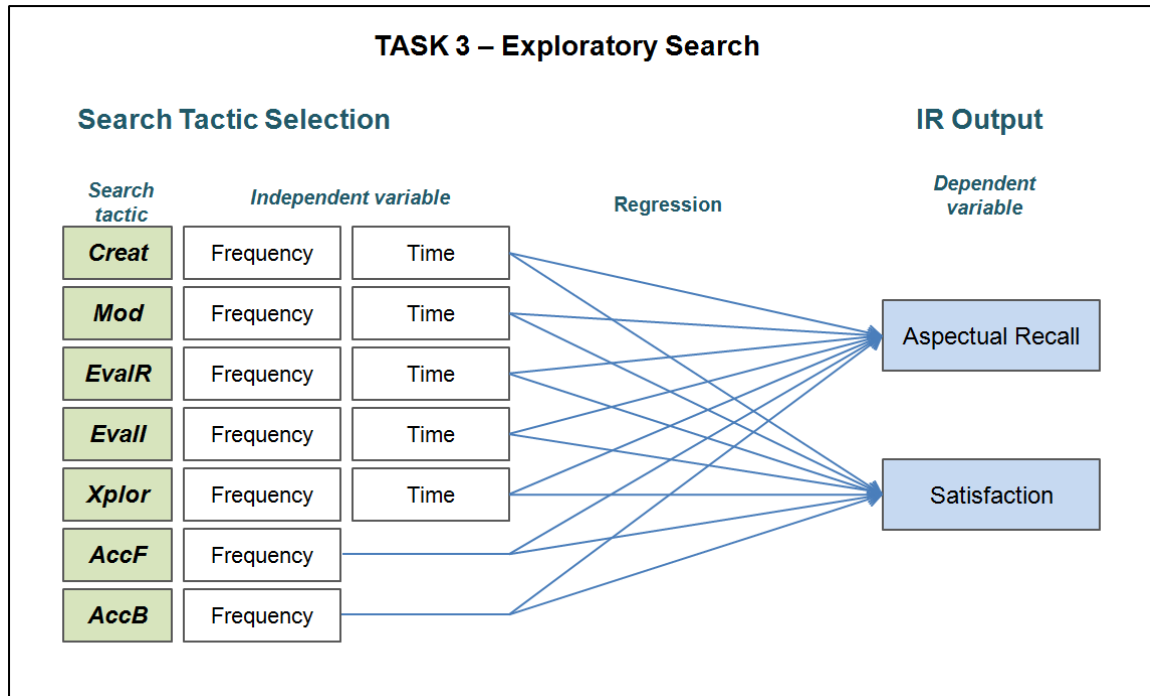 TASK 3 – Exploratory Search
Search Tactic Selection
IR Output
Search
tactic
Independent variable
Regression
Dependent
variable
Creat Frequency Time
Mod Frequency Time
EvalR Frequency Time
EvalI Frequency Time
Xplor Frequency Time
AccF Frequency
AccB Frequency
Aspectual Recall
Satisfaction